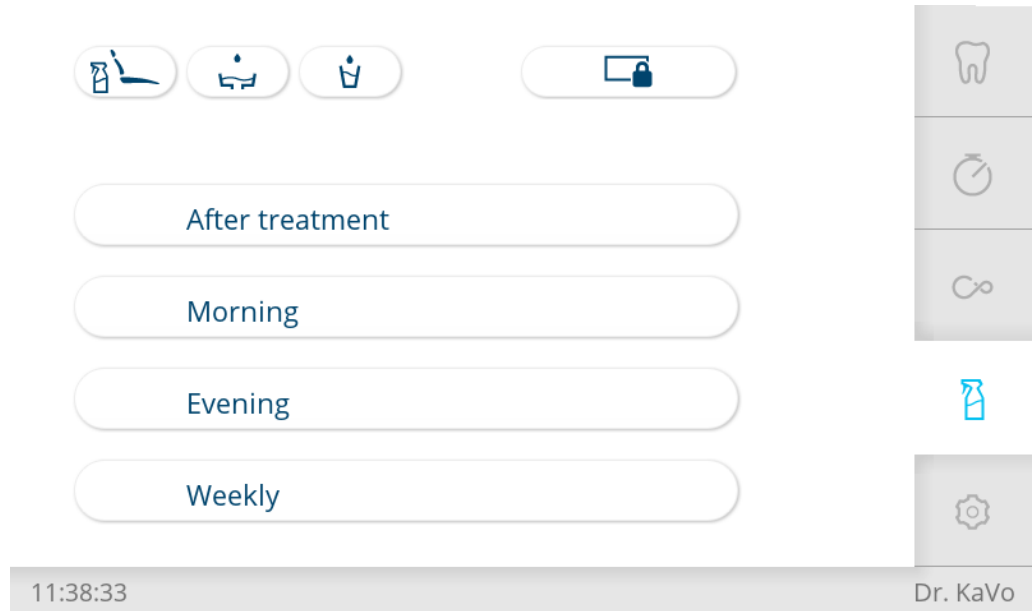 After treatment
Morning
Evening
Weekly
11:38:33
Dr. KaVo